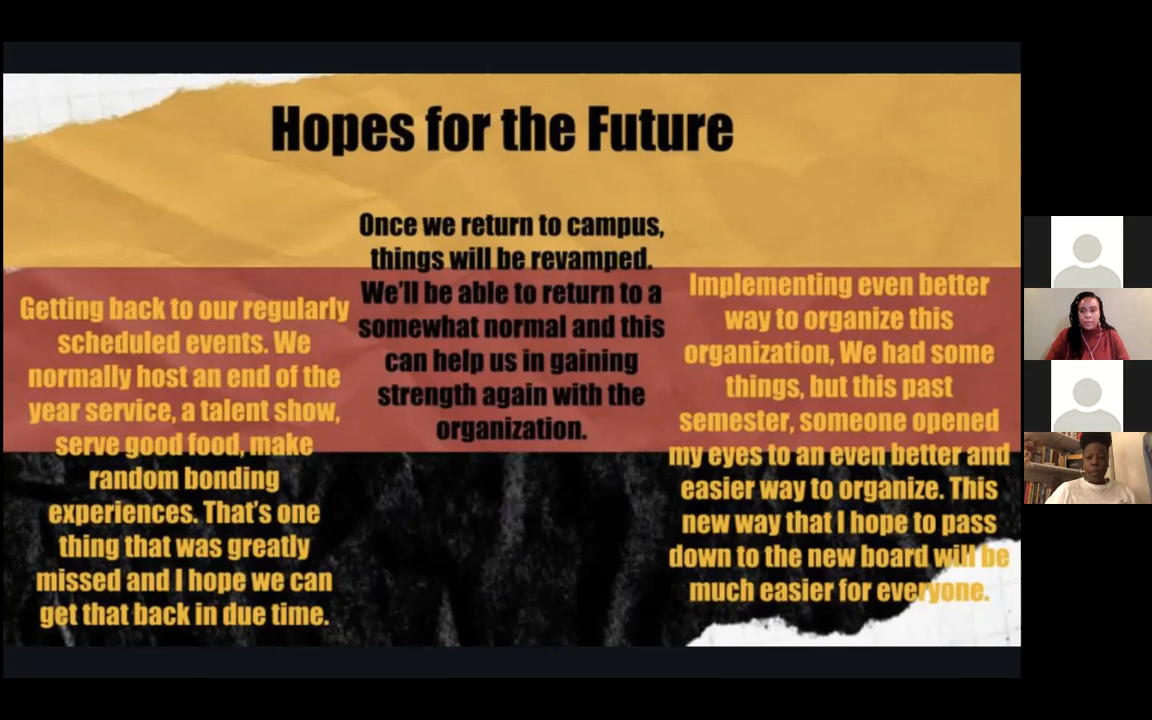 Hopes for the Future
Getting back to our regularly
scheduled events. We
normally host an end of the
year service, a talent show,
serve good food, make
random bonding
experiences. That's one
thing that was greatly
missed and I hope we can
get that back in due time.
Once we return to campus,
things will be revamped.
We'll be able to return to a
somewhat normal and this
can help us in gaining
strength again with the
organization.
Implementing even better
way to organize this
organization, We had some
things, but this past
semester, someone opened
my eyes to an even better and
easier way to organize. This
new way that I hope to pass
down to the new board will be
much easier for everyone.